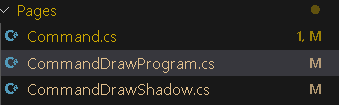 Pages
C# Command.cs 1, M
C# CommandDrawProgram.cs M
C# CommandDrawShadow.cs M